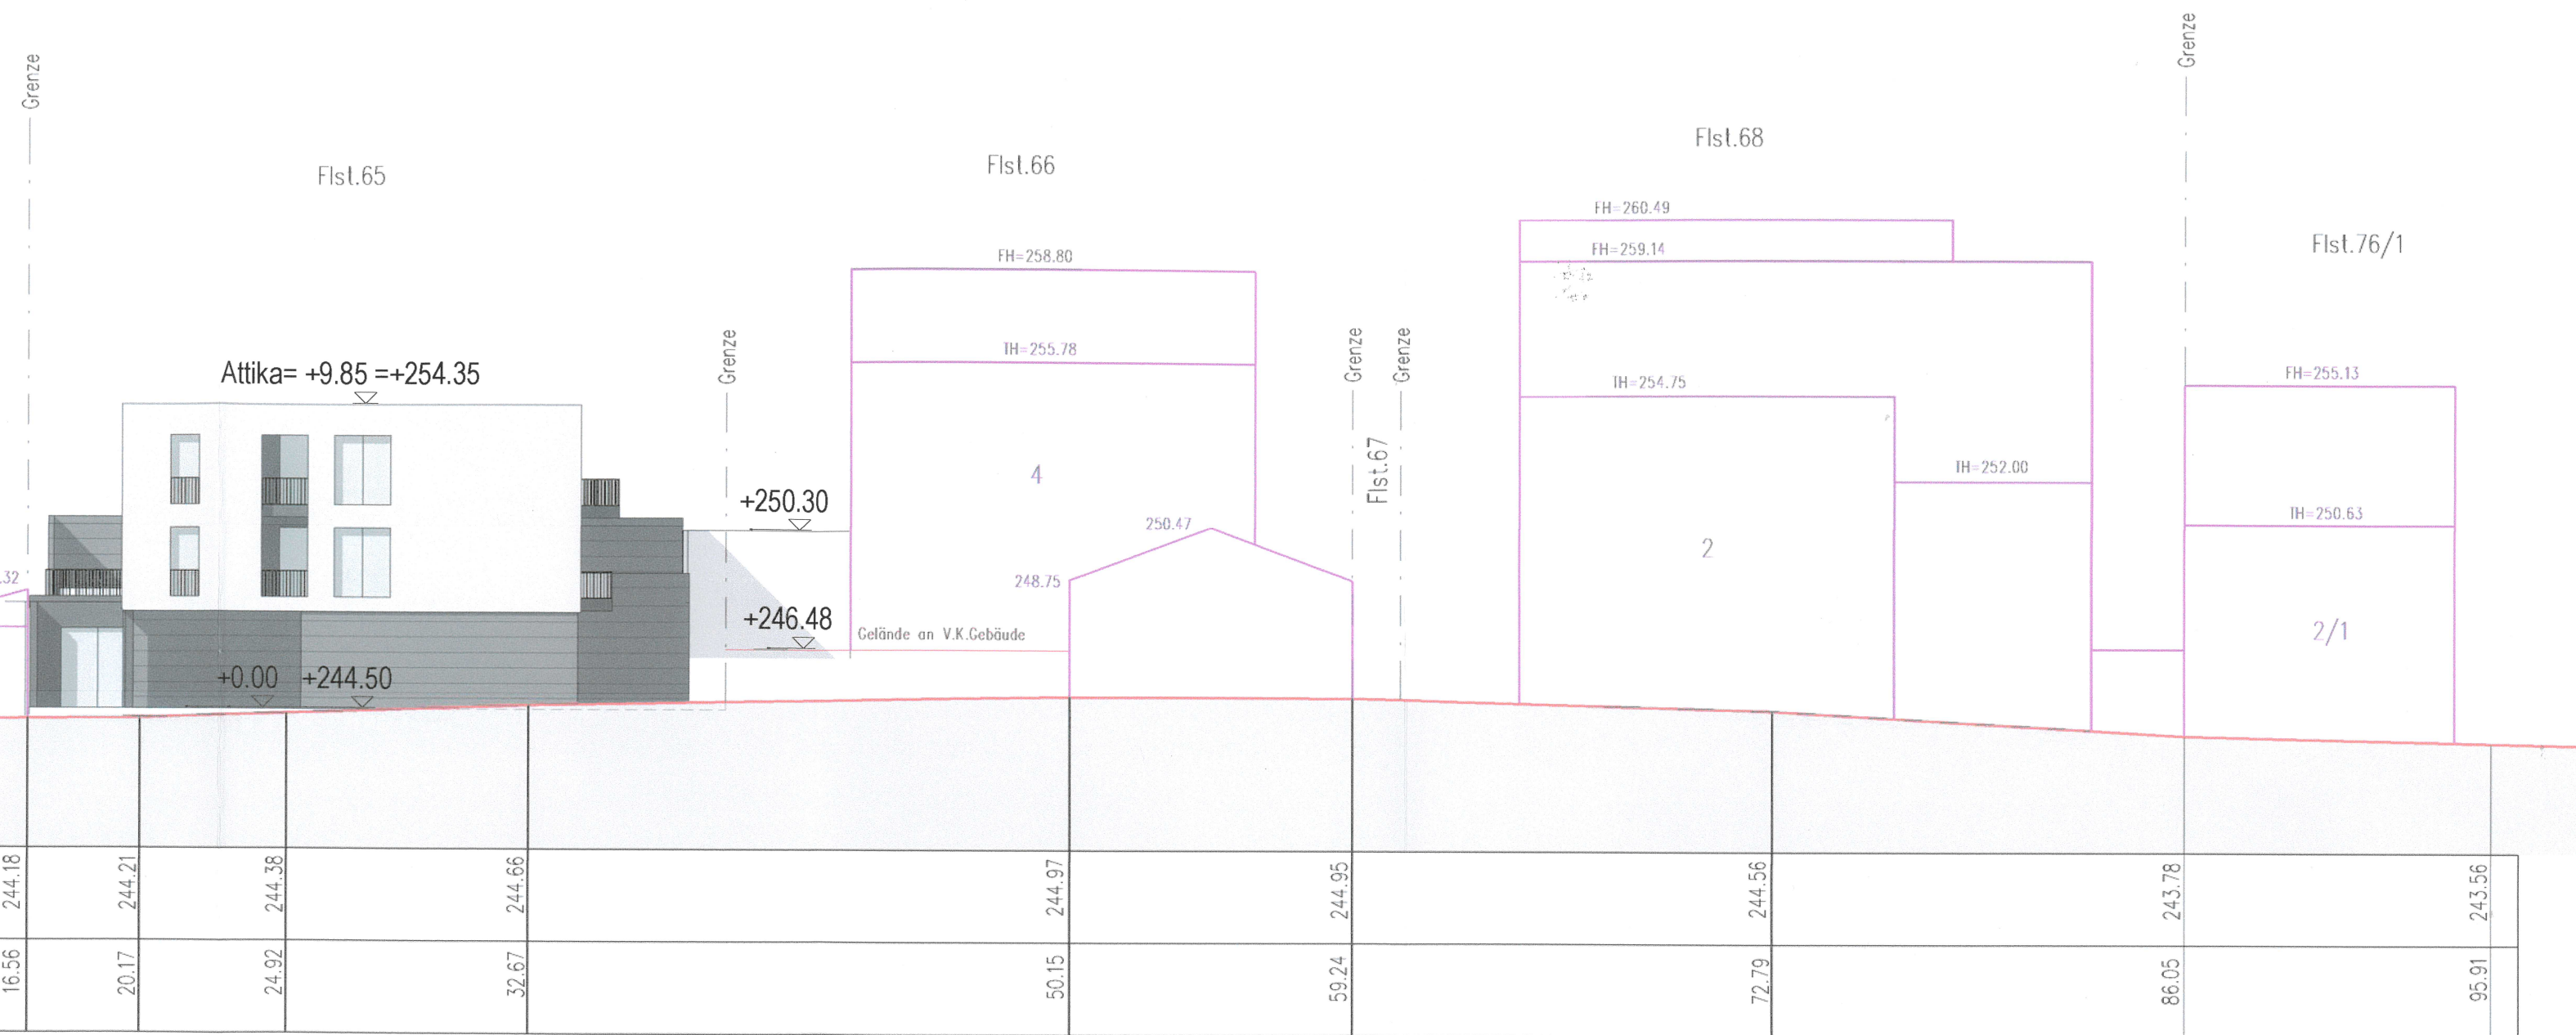 Grenze
Grenze
Flst.65
Flst.66
Flst.68
Flst.76/1
FH=260.49
FH=259.14
FH=258.80
TH=255.78
Attika= +9.85 =+254.35
Grenze
Grenze
Grenze
Flst.67
TH=254.75
FH=255.13
4
TH=252.00
+250.30
250.47
TH=250.63
2
248.75
.32
+246.48
Gelände an V.K.Gebäude
2/1
+0.00 +244.50
244.18
244.21
244.38
244.66
244.97
244.95
244.56
243.78
243.56
16.56
20.17
24.92
32.67
50.15
59.24
72.79
86.05
95.91